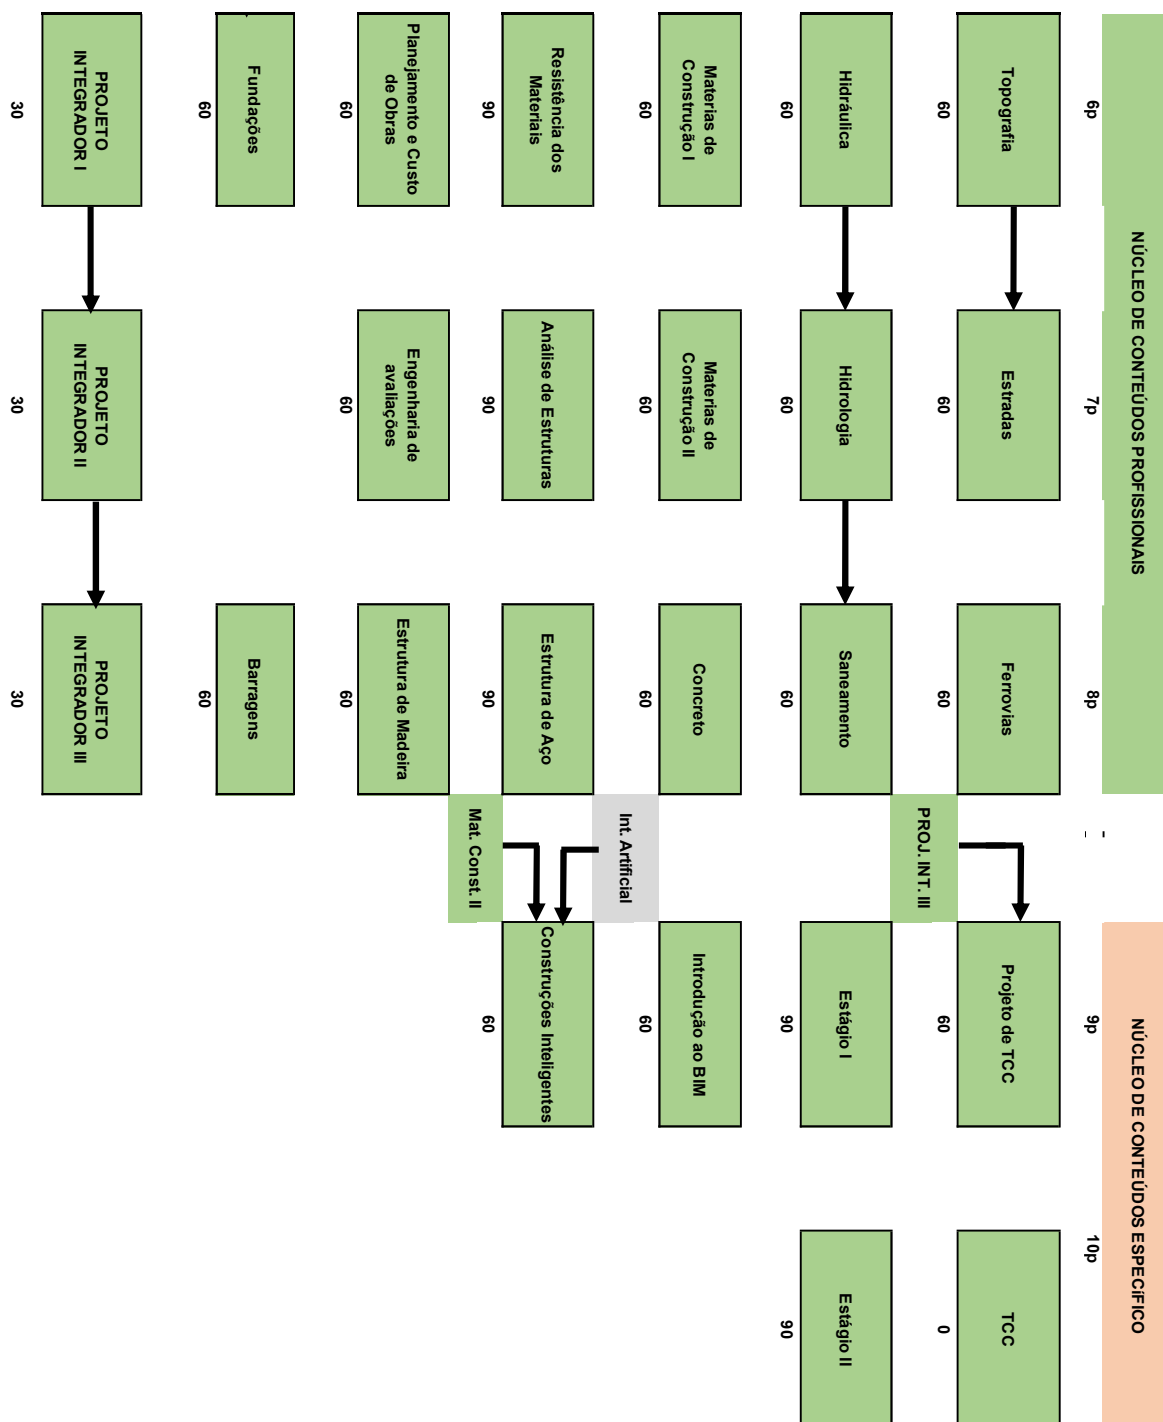 NÚCLEO DE CONTEÚDOS PROFISSIONAIS
NÚCLEO DE CONTEÚDOS ESPECíFICO
6p
7p
8p
9p
10p
Topografia
Estradas
Ferrovias
Projeto de TCC
TCC
60
60
60
60
0
PROJ. INT. III
Hidráulica
Hidrologia
Saneamento
Estágio I
Estágio II
60
60
60
90
90
Materias de
Construção I
Materias de
Construção II
Concreto
Introdução ao BIM
60
60
60
60
Int. Artificial
Resistência dos
Materiais
Análise de Estruturas
Estrutura de Aço
Construções Inteligentes
90
90
90
60
Mat. Const. II
Planejamento e Custo
de Obras
Engenharia de
avaliações
Estrutura de Madeira
60
60
60
Fundações
Barragens
60
60
PROJETO
INTEGRADOR I
PROJETO
INTEGRADOR II
PROJETO
INTEGRADOR III
30
30
30